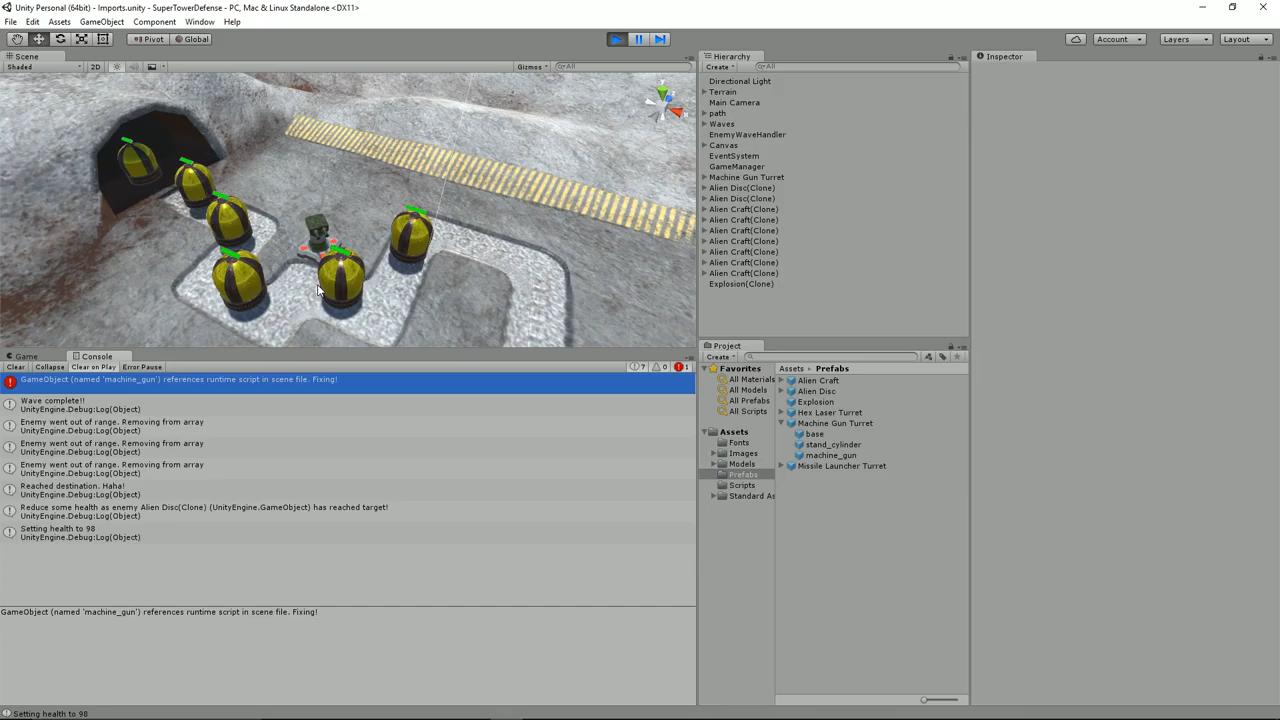 Unity Personal (64bit) - Imports.unity - SuperTowerDefense - PC, Mac & Linux Standalone <DX11>
File Edit Assets GameObject Component Window Help
Pivot Global Account Layers Layout
Scene
Shaded 2D Gizmos All
Y
X
Game Console
Clear Collapse Clear on Play Error Pause 7 0 1
GameObject (named 'machine_gun') references runtime script in scene file. Fixing!
Wave complete!!
UnityEngine.Debug:Log(Object)
Enemy went out of range. Removing from array
UnityEngine.Debug:Log(Object)
Enemy went out of range. Removing from array
UnityEngine.Debug:Log(Object)
Enemy went out of range. Removing from array
UnityEngine.Debug:Log(Object)
Reached destination. Haha!
UnityEngine.Debug:Log(Object)
Reduce some health as enemy Alien Disc(Clone) (UnityEngine.GameObject) has reached target!
UnityEngine.Debug:Log(Object)
Setting health to 98
UnityEngine.Debug:Log(Object)
GameObject (named 'machine_gun') references runtime script in scene file. Fixing!
Setting health to 98
Hierarchy
Create All
Directional Light
Terrain
Main Camera
path
Waves
EnemyWaveHandler
Canvas
EventSystem
GameManager
Machine Gun Turret
Alien Disc(Clone)
Alien Disc(Clone)
Alien Craft(Clone)
Alien Craft(Clone)
Alien Craft(Clone)
Alien Craft(Clone)
Alien Craft(Clone)
Alien Craft(Clone)
Alien Craft(Clone)
Explosion(Clone)
Project
Create
Favorites
All Materials
All Models
All Prefabs
All Scripts
Assets
Fonts
Images
Models
Prefabs
Scripts
Standard As
Assets Prefabs
Alien Craft
Alien Disc
Explosion
Hex Laser Turret
Machine Gun Turret
base
stand_cylinder
machine_gun
Missile Launcher Turret
Inspector